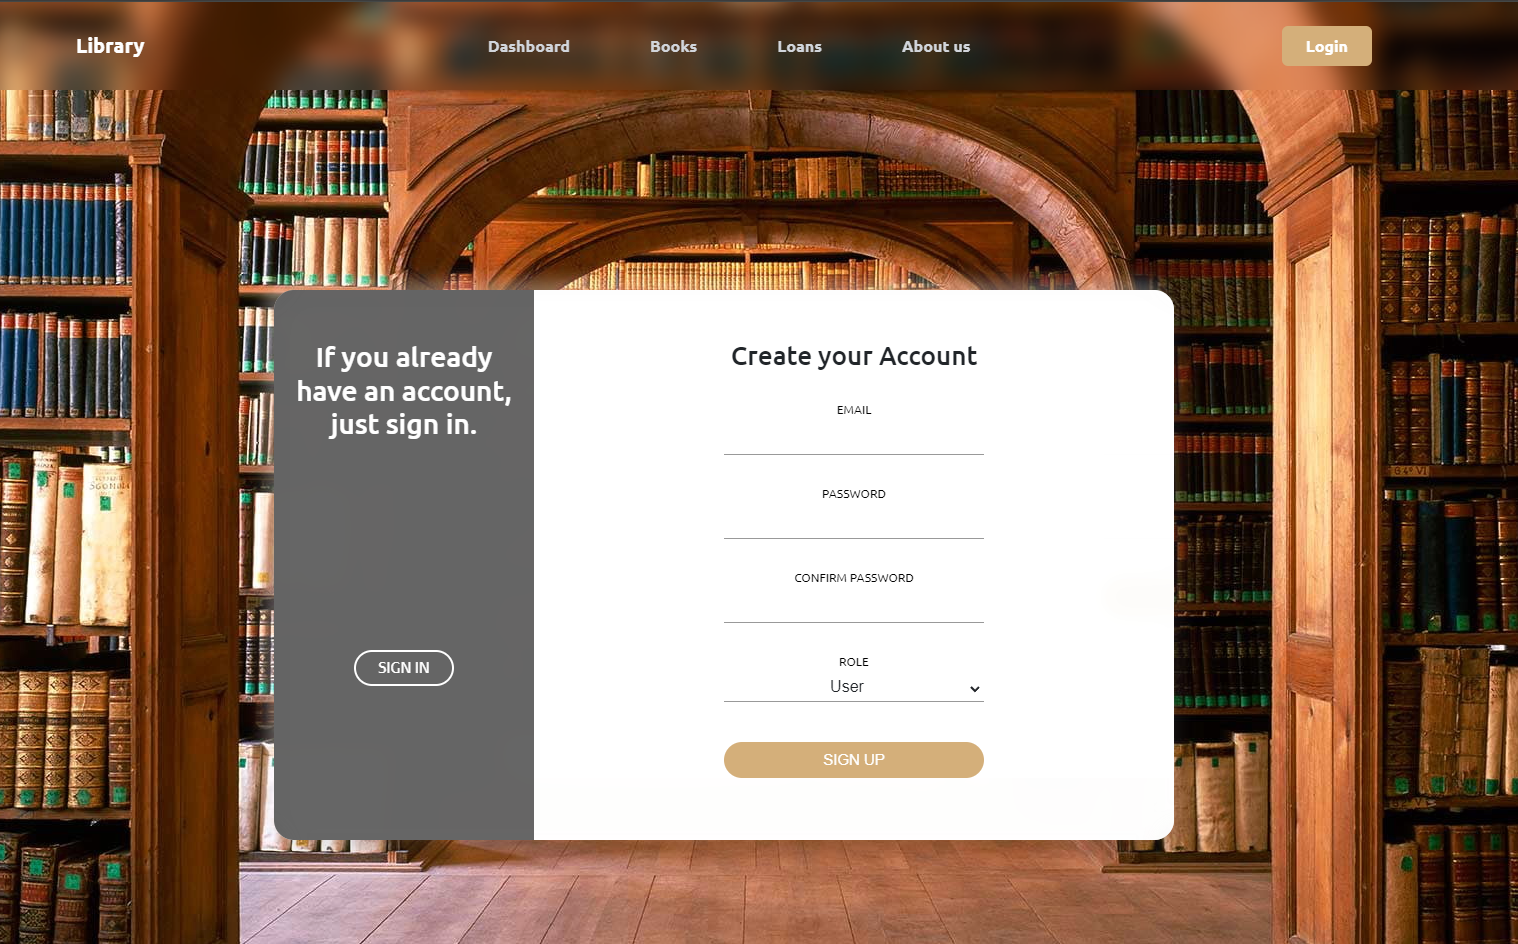 Library
Dashboard
Books
Loans
About us
Login
If you already
have an account,
just sign in.
SIGN IN
Create your Account
EMAIL
PASSWORD
CONFIRM PASSWORD
ROLE
User
SIGN UP